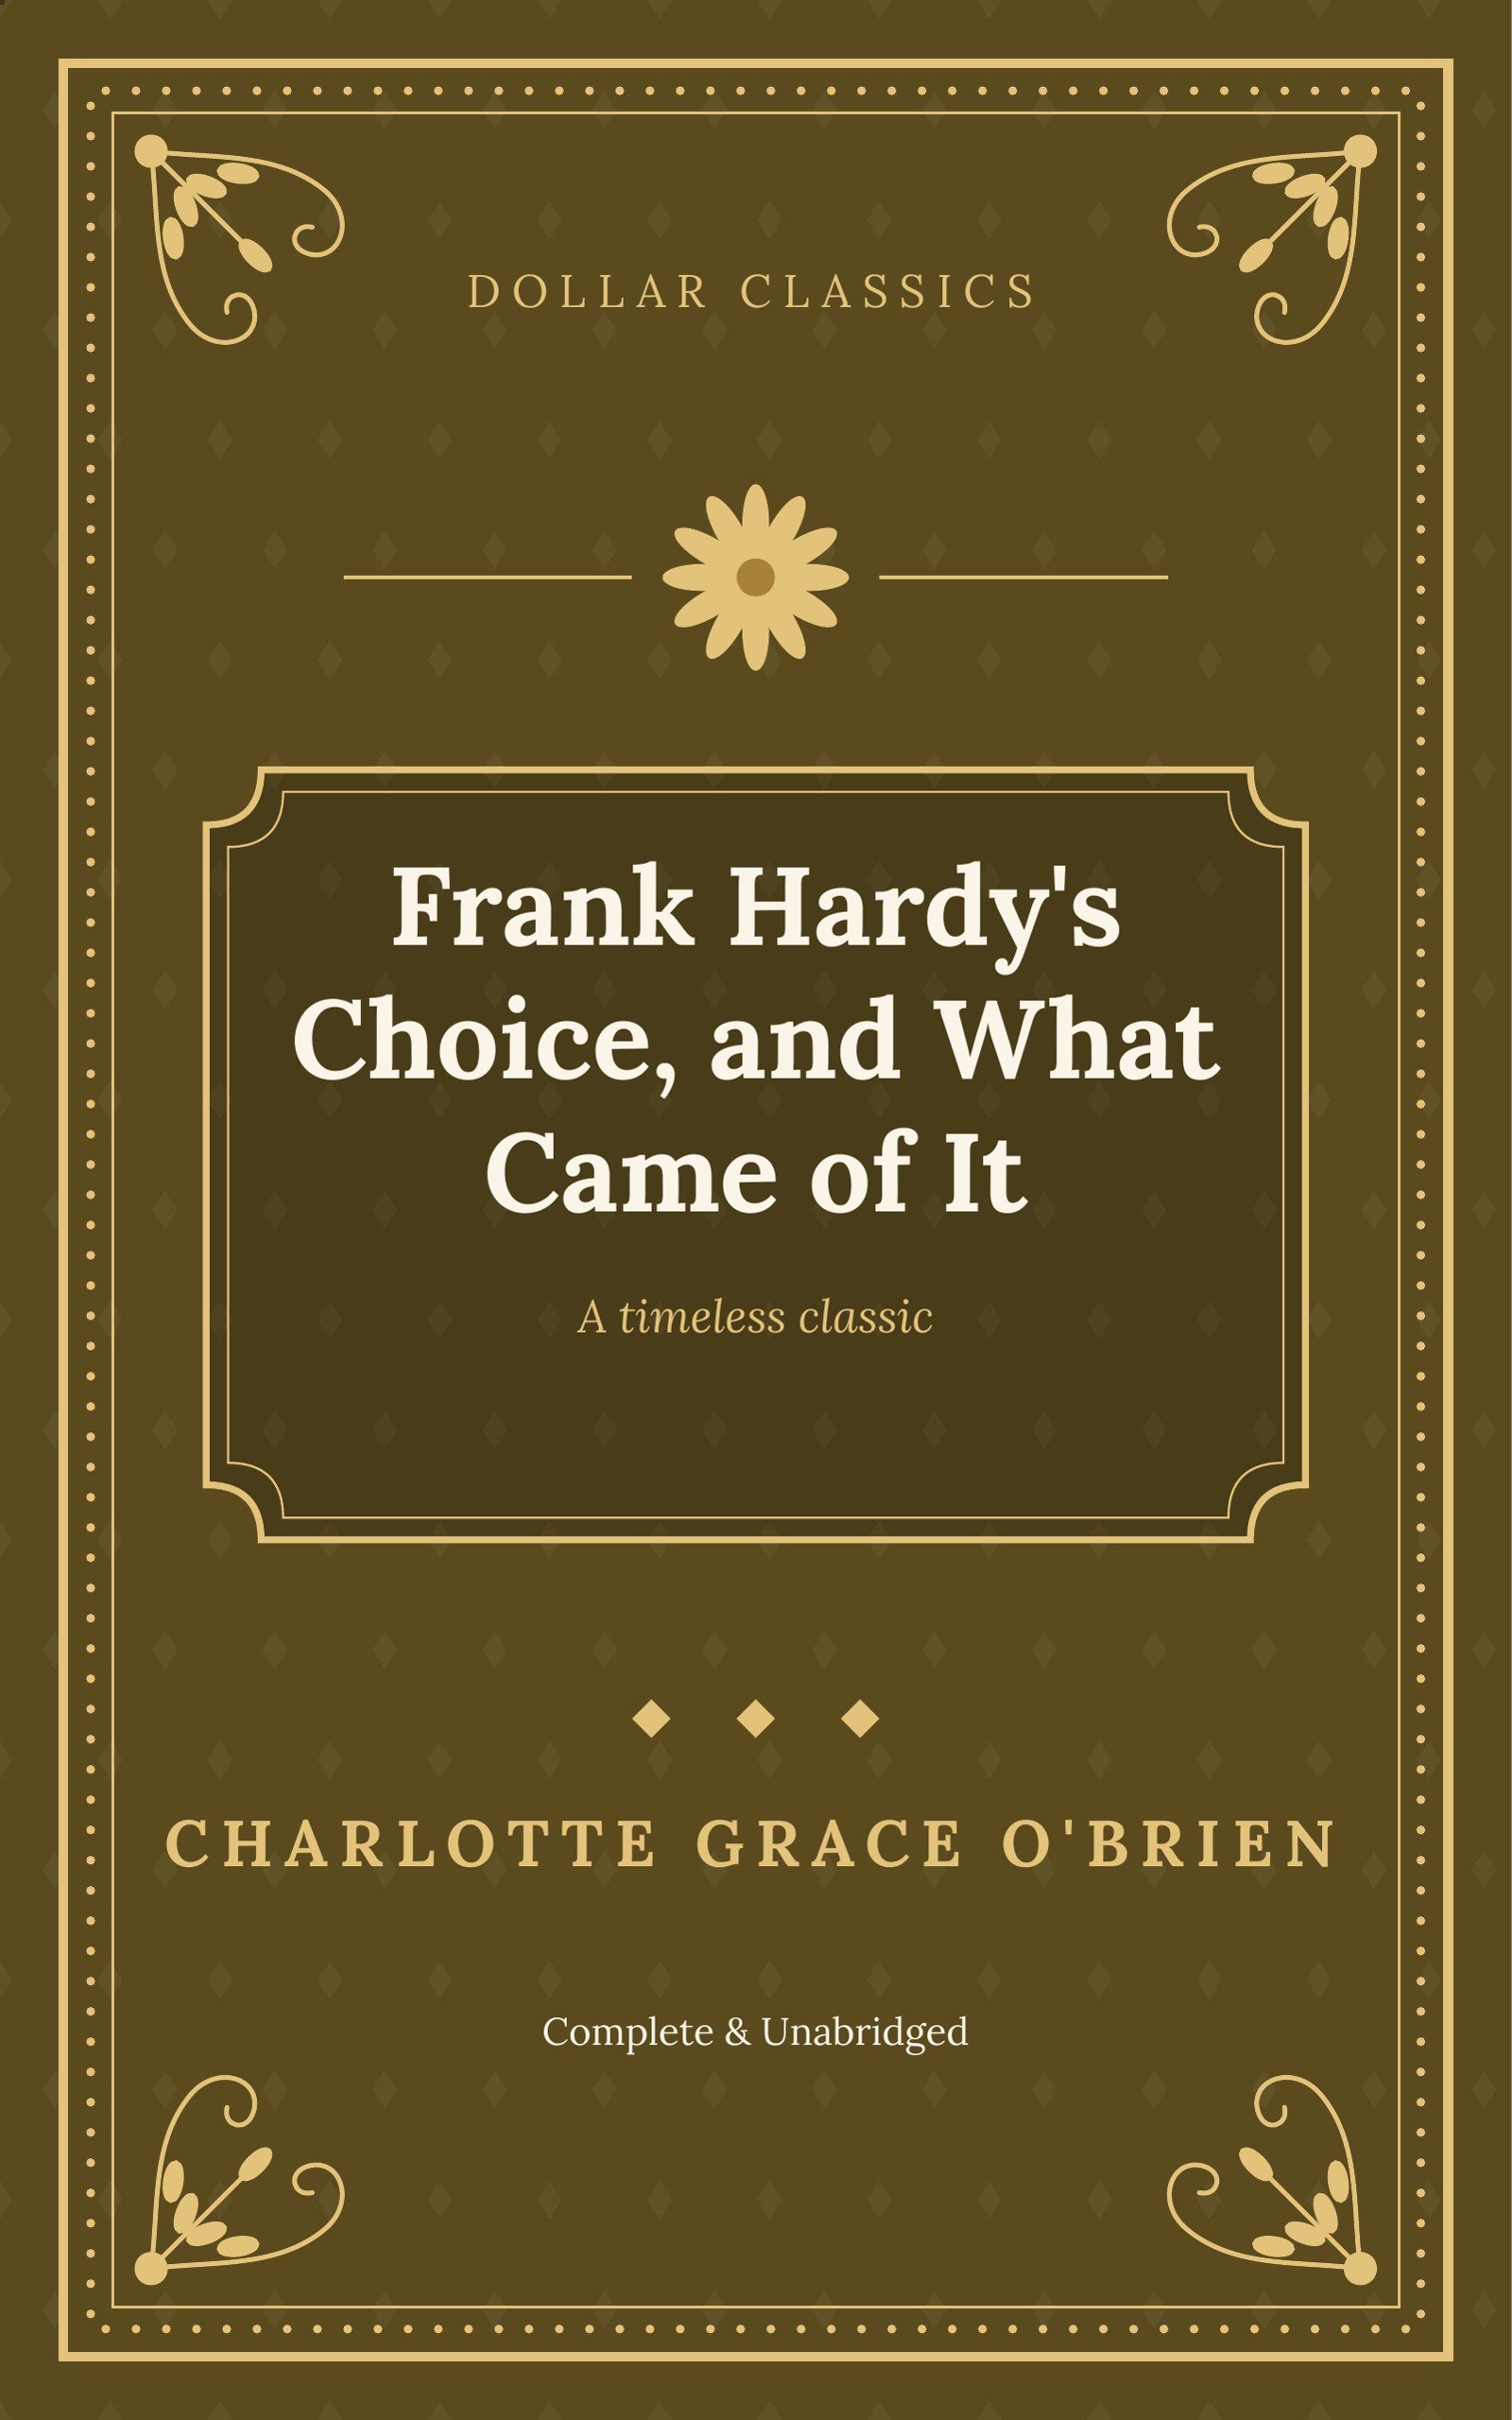 DOLLAR CLASSICS
Frank Hardy's
Choice, and What
Came of It
A timeless classic
CHARLOTTE GRACE O'BRIEN
Complete & Unabridged